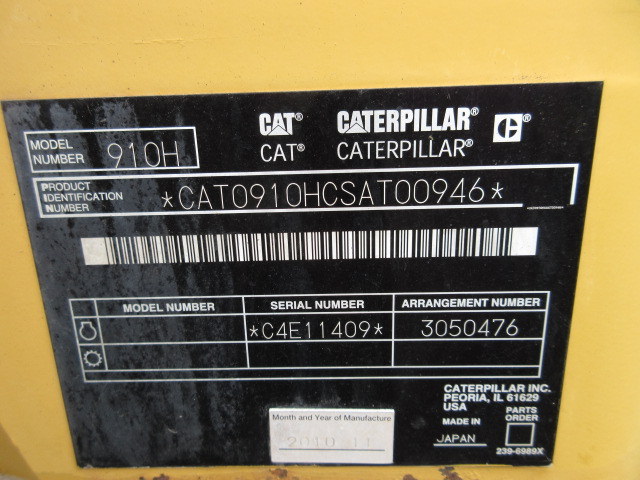 CAT® CATERPILLAR® C
CAT® CATERPILLAR®
MODEL NUMBER 910H
PRODUCT IDENTIFICATION NUMBER *CAT0910HCSAT00946*
MODEL NUMBER SERIAL NUMBER ARRANGEMENT NUMBER
*C4E11409* 3050476
CATERPILLAR INC.
PEORIA, IL 61629
USA
MADE IN JAPAN
PARTS ORDER
239-6989X
Month and Year of Manufacture
2010 11